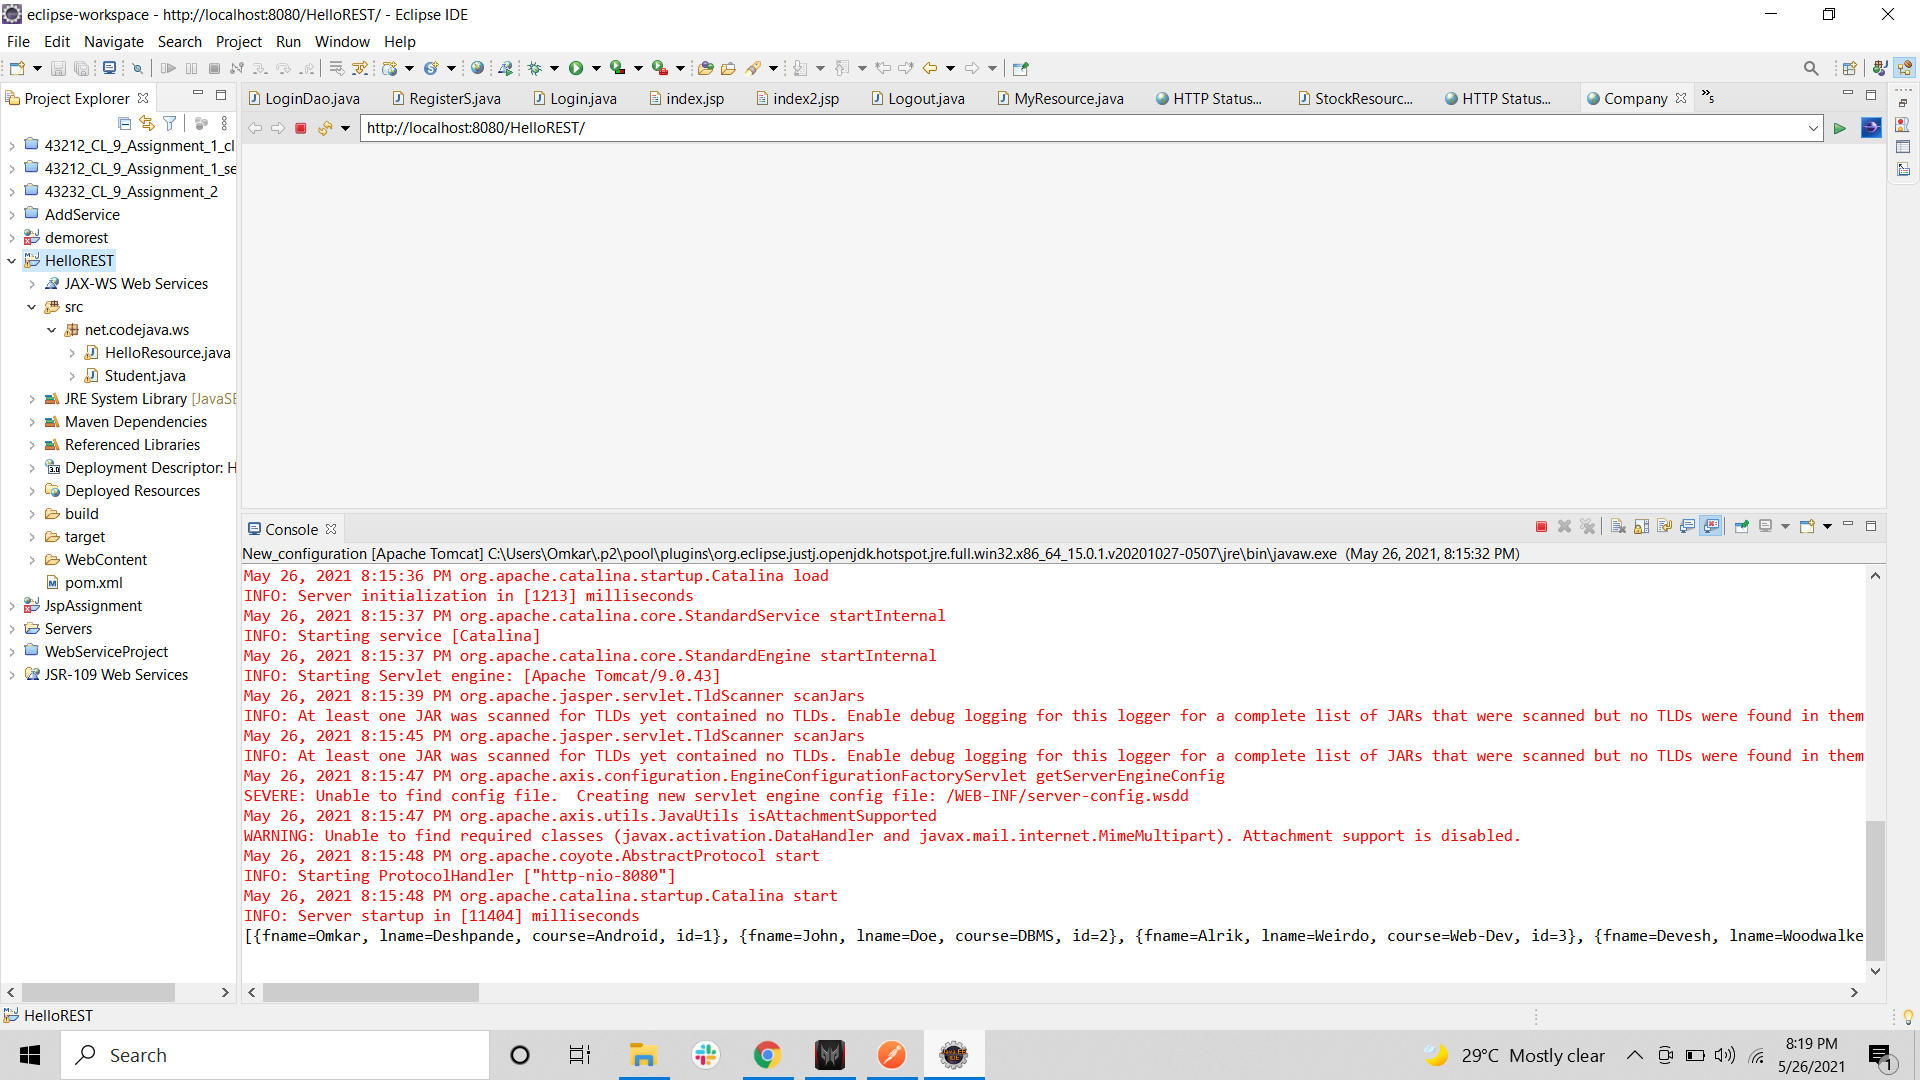 eclipse-workspace - http://localhost:8080/HelloREST/ - Eclipse IDE
File Edit Navigate Search Project Run Window Help
Project Explorer
LoginDao.java RegisterS.java Login.java index.jsp index2.jsp Logout.java MyResource.java HTTP Status... StockResourc... HTTP Status... Company »5
http://localhost:8080/HelloREST/
43212_CL_9_Assignment_1_cl
43212_CL_9_Assignment_1_se
43232_CL_9_Assignment_2
AddService
demorest
HelloREST
JAX-WS Web Services
src
net.codejava.ws
HelloResource.java
Student.java
JRE System Library [JavaSE
Maven Dependencies
Referenced Libraries
Deployment Descriptor: H
Deployed Resources
build
target
WebContent
pom.xml
JspAssignment
Servers
WebServiceProject
JSR-109 Web Services
Console
New_configuration [Apache Tomcat] C:\Users\Omkar\.p2\pool\plugins\org.eclipse.justj.openjdk.hotspot.jre.full.win32.x86_64_15.0.1.v20201027-0507\jre\bin\javaw.exe (May 26, 2021, 8:15:32 PM)
May 26, 2021 8:15:36 PM org.apache.catalina.startup.Catalina load
INFO: Server initialization in [1213] milliseconds
May 26, 2021 8:15:37 PM org.apache.catalina.core.StandardService startInternal
INFO: Starting service [Catalina]
May 26, 2021 8:15:37 PM org.apache.catalina.core.StandardEngine startInternal
INFO: Starting Servlet engine: [Apache Tomcat/9.0.43]
May 26, 2021 8:15:39 PM org.apache.jasper.servlet.TldScanner scanJars
INFO: At least one JAR was scanned for TLDs yet contained no TLDs. Enable debug logging for this logger for a complete list of JARs that were scanned but no TLDs were found in them
May 26, 2021 8:15:45 PM org.apache.jasper.servlet.TldScanner scanJars
INFO: At least one JAR was scanned for TLDs yet contained no TLDs. Enable debug logging for this logger for a complete list of JARs that were scanned but no TLDs were found in them
May 26, 2021 8:15:47 PM org.apache.axis.configuration.EngineConfigurationFactoryServlet getServerEngineConfig
SEVERE: Unable to find config file.  Creating new servlet engine config file: /WEB-INF/server-config.wsdd
May 26, 2021 8:15:47 PM org.apache.axis.utils.JavaUtils isAttachmentSupported
WARNING: Unable to find required classes (javax.activation.DataHandler and javax.mail.internet.MimeMultipart). Attachment support is disabled.
May 26, 2021 8:15:48 PM org.apache.coyote.AbstractProtocol start
INFO: Starting ProtocolHandler ["http-nio-8080"]
May 26, 2021 8:15:48 PM org.apache.catalina.startup.Catalina start
INFO: Server startup in [11404] milliseconds
[{fname=Omkar, lname=Deshpande, course=Android, id=1}, {fname=John, lname=Doe, course=DBMS, id=2}, {fname=Alrik, lname=Weirdo, course=Web-Dev, id=3}, {fname=Devesh, lname=Woodwalke
HelloREST
Search
29°C Mostly clear
8:19 PM
5/26/2021
1